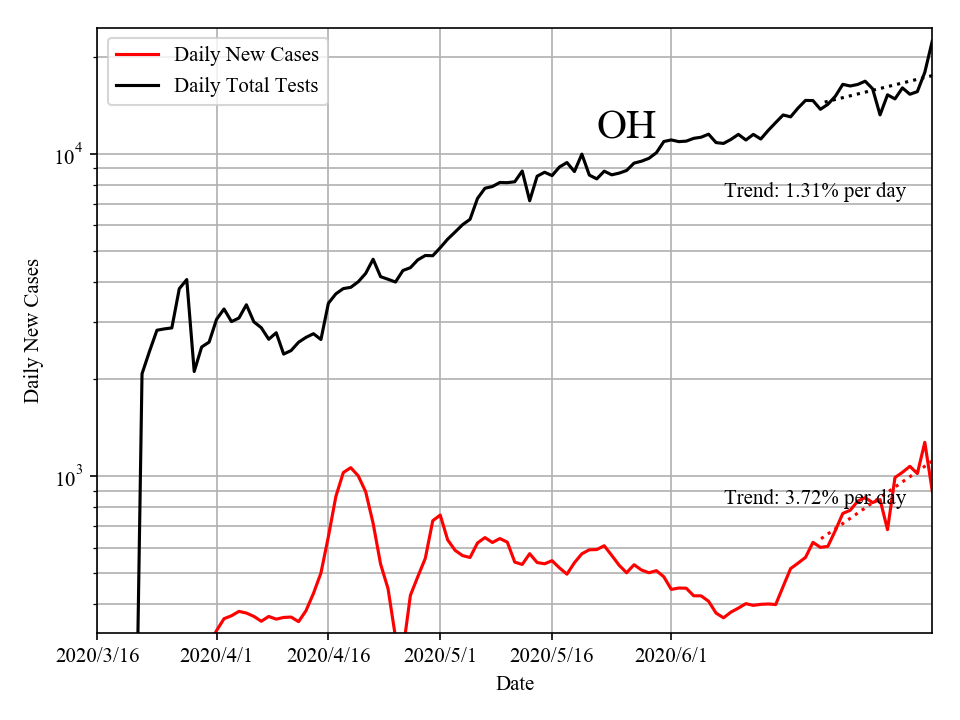 Daily New Cases
Daily Total Tests
OH
10^4
Trend: 1.31% per day
Daily New Cases
10^3
Trend: 3.72% per day
2020/3/16 2020/4/1 2020/4/16 2020/5/1 2020/5/16 2020/6/1
Date